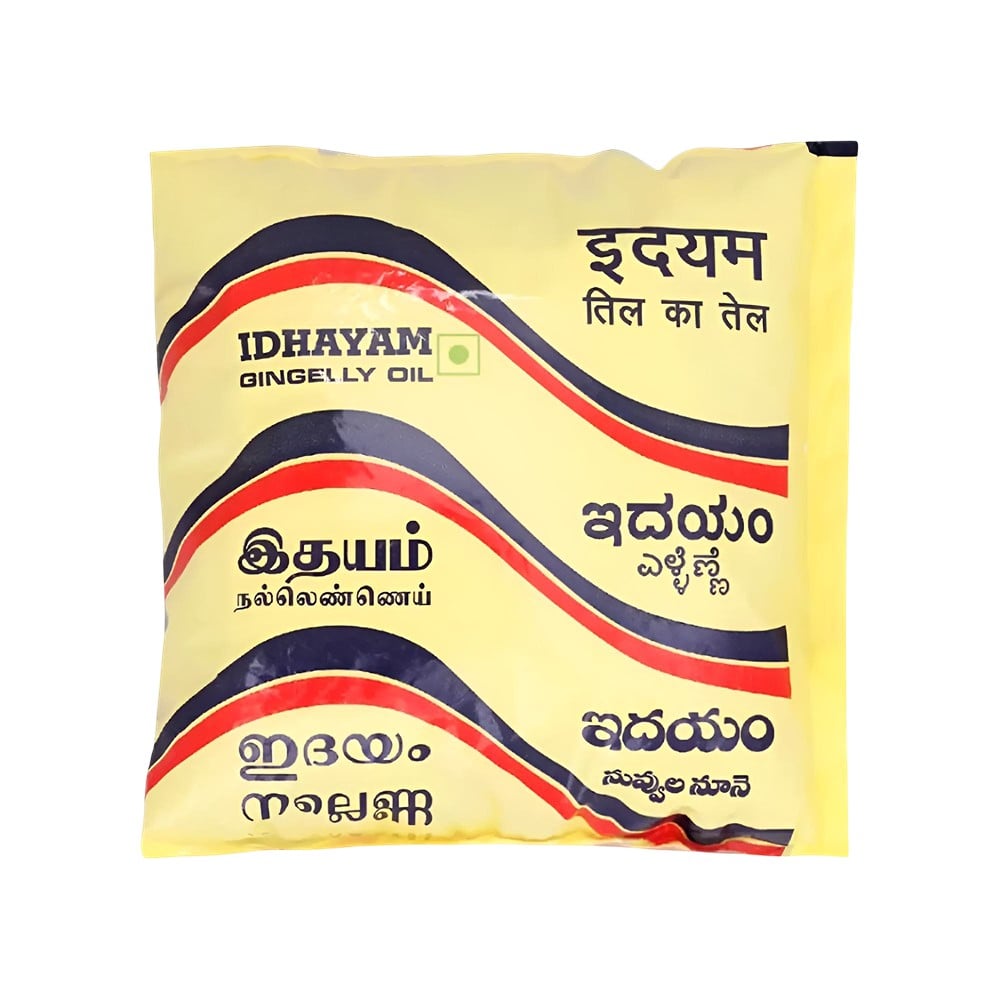 इदयम
तिल का तेल
IDHAYAM
GINGELLY OIL
ಇದಯಂ
ಎಳ್ಳೆಣ್ಣೆ
இதயம்
நல்லெண்ணெய்
ఇదయం
నువ్వుల నూనె
ഇദയം
നല്ലെണ്ണ